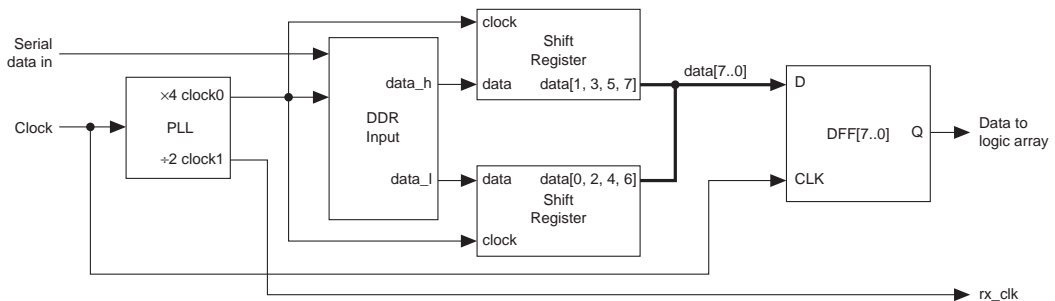 Serial
data in
Clock
×4 clock0
PLL
÷2 clock1
DDR
Input
data_h
data_l
clock
Shift
Register
data
data[1, 3, 5, 7]
data
data[0, 2, 4, 6]
Shift
Register
clock
data[7..0]
D
DFF[7..0]
Q
CLK
Data to
logic array
rx_clk